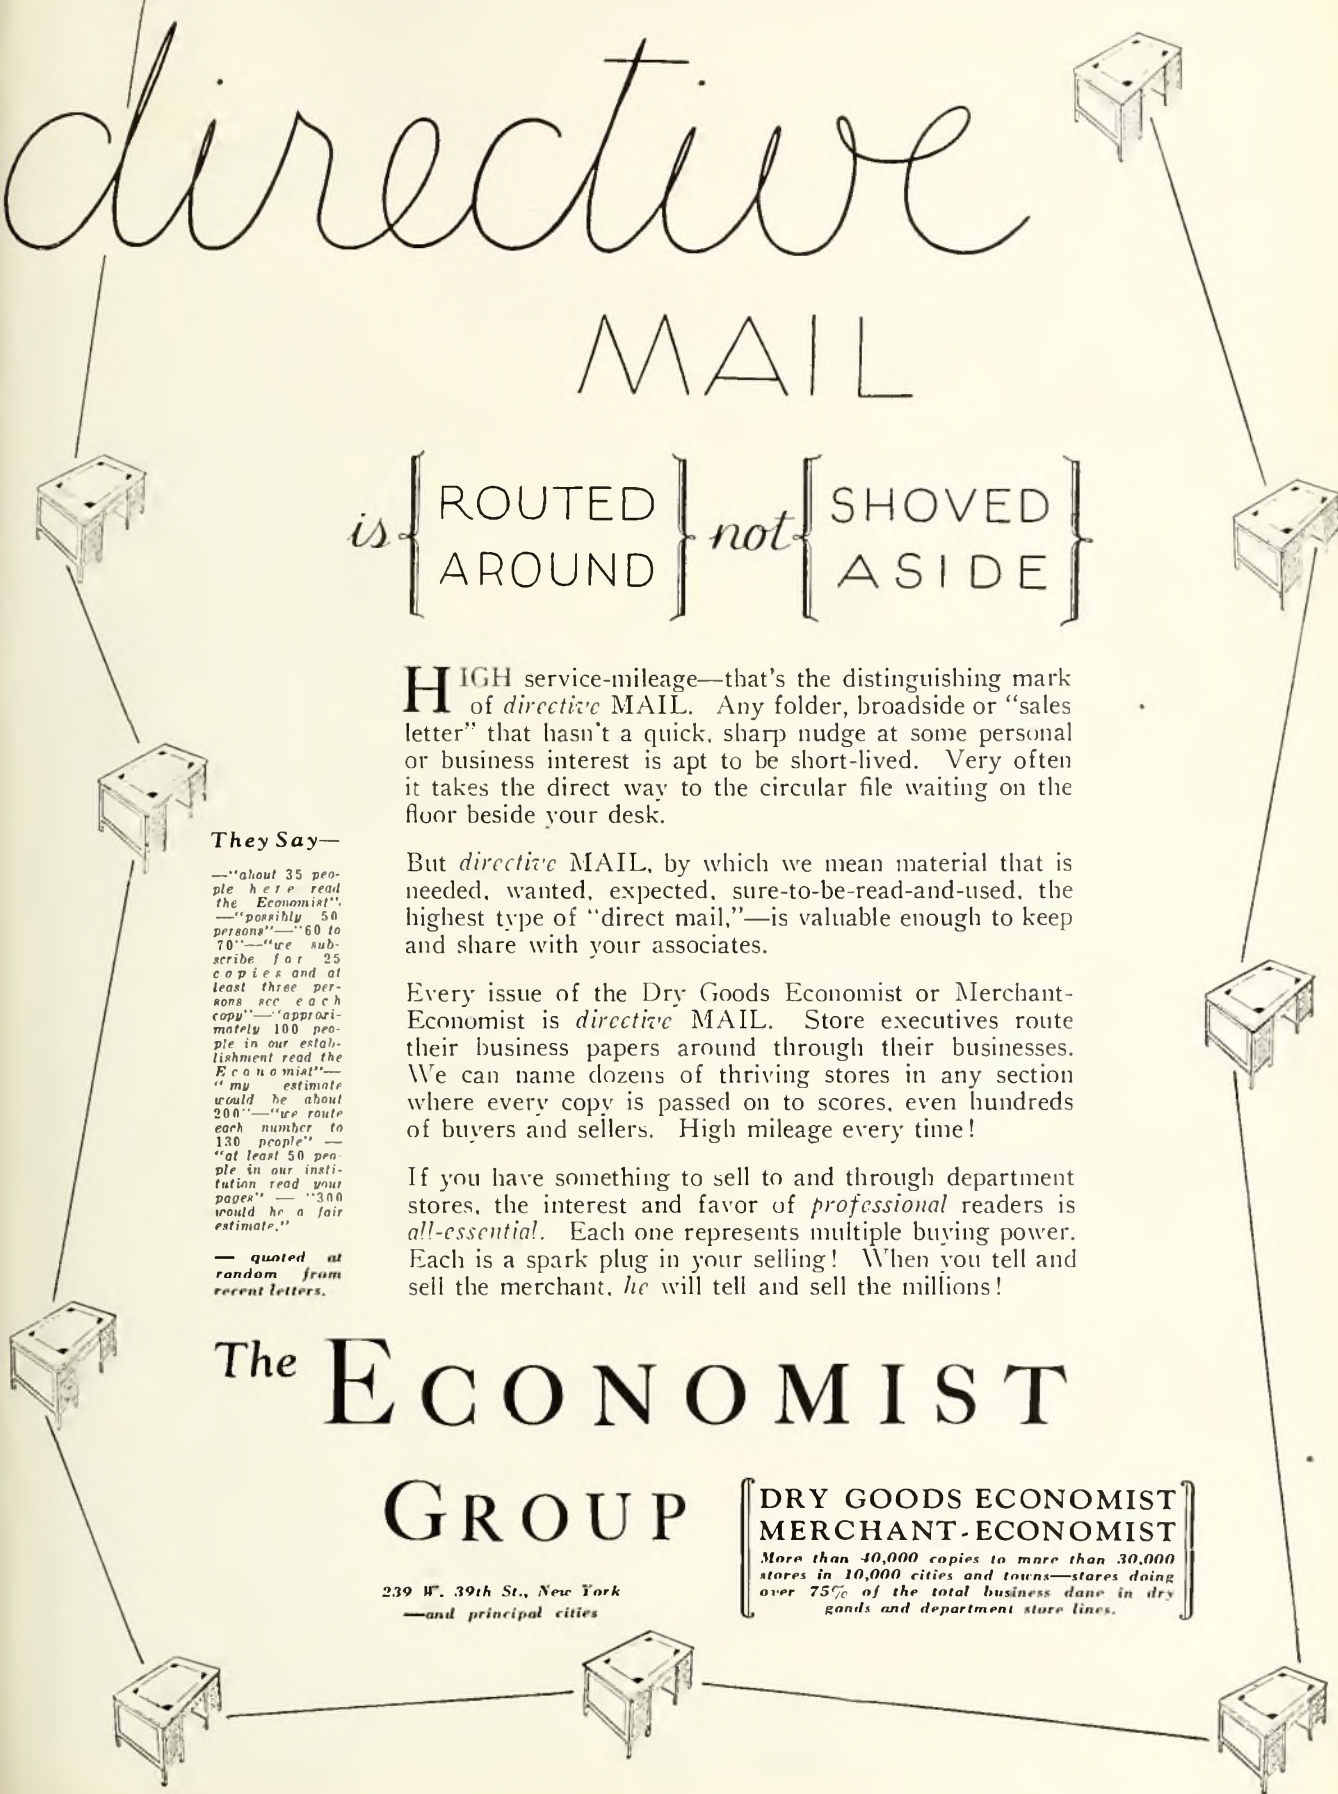 directive
MAIL
is { ROUTED AROUND } not { SHOVED ASIDE }
HIGH service-mileage—that's the distinguishing mark
of directive MAIL. Any folder, broadside or "sales
letter" that hasn't a quick, sharp nudge at some personal
or business interest is apt to be short-lived. Very often
it takes the direct way to the circular file waiting on the
floor beside your desk.
But directive MAIL, by which we mean material that is
needed, wanted, expected, sure-to-be-read-and-used, the
highest type of "direct mail,"—is valuable enough to keep
and share with your associates.
Every issue of the Dry Goods Economist or Merchant-
Economist is directive MAIL. Store executives route
their business papers around through their businesses.
We can name dozens of thriving stores in any section
where every copy is passed on to scores, even hundreds
of buyers and sellers. High mileage every time!
If you have something to sell to and through department
stores, the interest and favor of professional readers is
all-essential. Each one represents multiple buying power.
Each is a spark plug in your selling! When you tell and
sell the merchant, he will tell and sell the millions!
They Say—
—"about 35 peo-
ple here read
the Economist".
—"possibly 50
persons"—"60 to
70"—"we sub-
scribe for 25
copies and at
least three per-
sons see each
copy"—"approxi-
mately 100 peo-
ple in our estab-
lishment read the
Economist"—
"my estimate
would be about
200"—"we route
each number to
130 people" —
"at least 50 peo-
ple in our insti-
tution read your
pages" — "300
would be a fair
estimate."
— quoted at
random from
recent letters.
The ECONOMIST
GROUP
239 W. 39th St., New York
—and principal cities
DRY GOODS ECONOMIST
MERCHANT-ECONOMIST
More than 40,000 copies to more than 30,000
stores in 10,000 cities and towns—stores doing
over 75% of the total business done in dry
goods and department store lines.